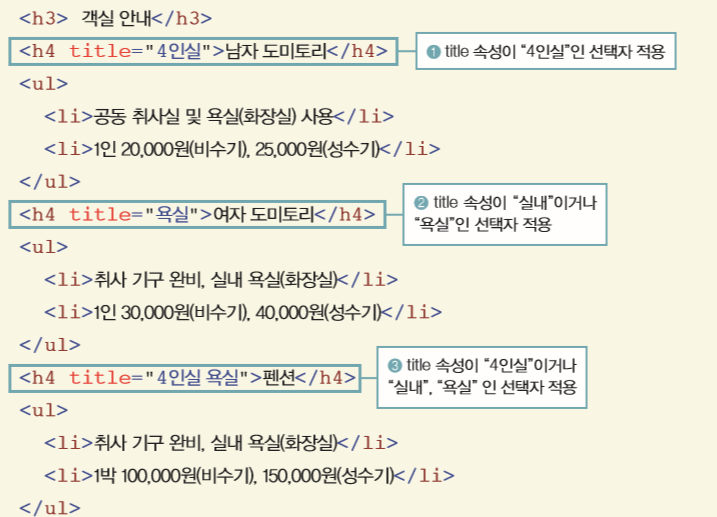 <h3> 객실 안내</h3>
<h4 title="4인실">남자 도미토리</h4>
❶ title 속성이 “4인실”인 선택자 적용
<ul>
<li>공동 취사실 및 욕실(화장실) 사용</li>
<li>1인 20,000원(비수기), 25,000원(성수기)</li>
</ul>
<h4 title="욕실">여자 도미토리</h4>
❷ title 속성이 “실내”이거나
“욕실”인 선택자 적용
<ul>
<li>취사 기구 완비, 실내 욕실(화장실)</li>
<li>1인 30,000원(비수기), 40,000원(성수기)</li>
</ul>
<h4 title="4인실 욕실">펜션</h4>
❸ title 속성이 “4인실”이거나
“실내”, “욕실” 인 선택자 적용
<ul>
<li>취사 기구 완비, 실내 욕실(화장실)</li>
<li>1박 100,000원(비수기), 150,000원(성수기)</li>
</ul>